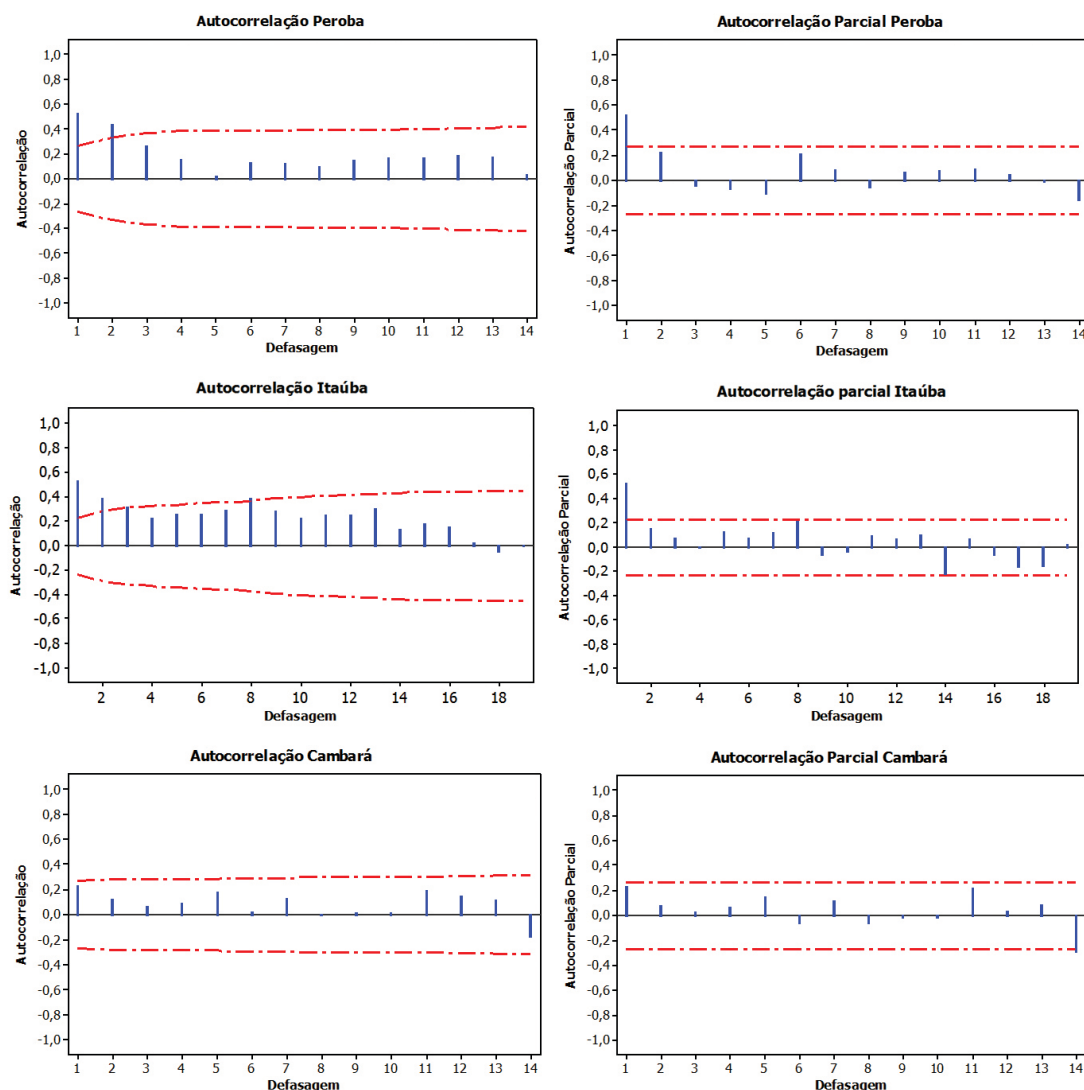 Autocorrelação Peroba
Autocorrelação
1,0
0,8
0,6
0,4
0,2
0,0
-0,2
-0,4
-0,6
-0,8
-1,0
1 2 3 4 5 6 7 8 9 10 11 12 13 14
Defasagem
Autocorrelação Parcial Peroba
Autocorrelação Parcial
1,0
0,8
0,6
0,4
0,2
0,0
-0,2
-0,4
-0,6
-0,8
-1,0
1 2 3 4 5 6 7 8 9 10 11 12 13 14
Defasagem
Autocorrelação Itaúba
Autocorrelação
1,0
0,8
0,6
0,4
0,2
0,0
-0,2
-0,4
-0,6
-0,8
-1,0
2 4 6 8 10 12 14 16 18
Defasagem
Autocorrelação parcial Itaúba
Autocorrelação Parcial
1,0
0,8
0,6
0,4
0,2
0,0
-0,2
-0,4
-0,6
-0,8
-1,0
2 4 6 8 10 12 14 16 18
Defasagem
Autocorrelação Cambará
Autocorrelação
1,0
0,8
0,6
0,4
0,2
0,0
-0,2
-0,4
-0,6
-0,8
-1,0
1 2 3 4 5 6 7 8 9 10 11 12 13 14
Defasagem
Autocorrelação Parcial Cambará
Autocorrelação Parcial
1,0
0,8
0,6
0,4
0,2
0,0
-0,2
-0,4
-0,6
-0,8
-1,0
1 2 3 4 5 6 7 8 9 10 11 12 13 14
Defasagem